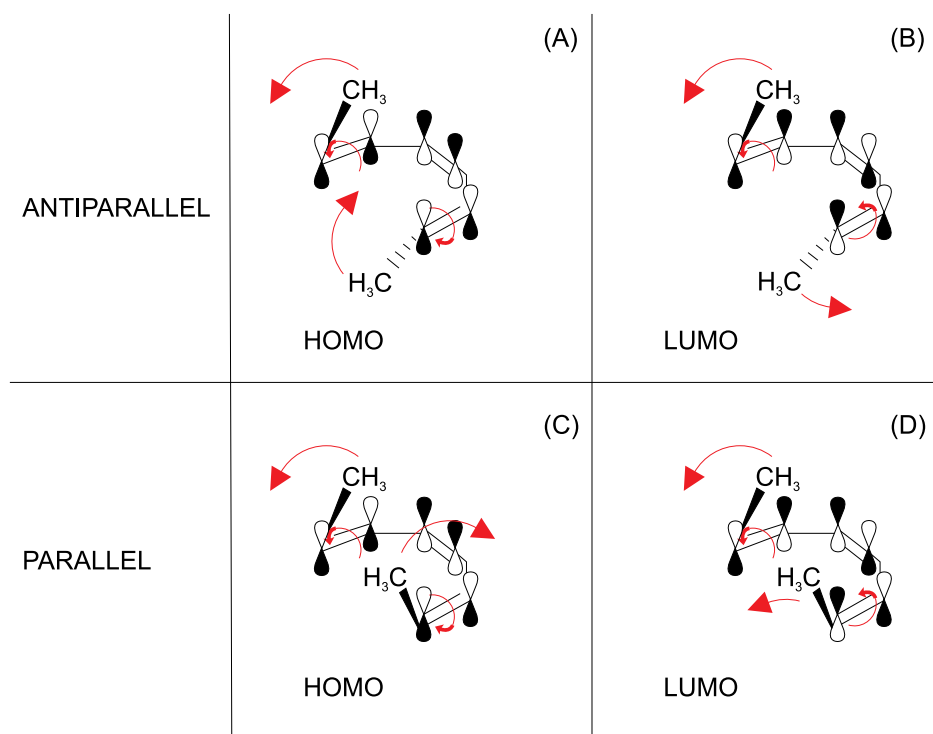 (A)
(B)
CH3
CH3
ANTIPARALLEL
H3C
H3C
HOMO
LUMO
(C)
(D)
CH3
CH3
PARALLEL
H3C
H3C
HOMO
LUMO